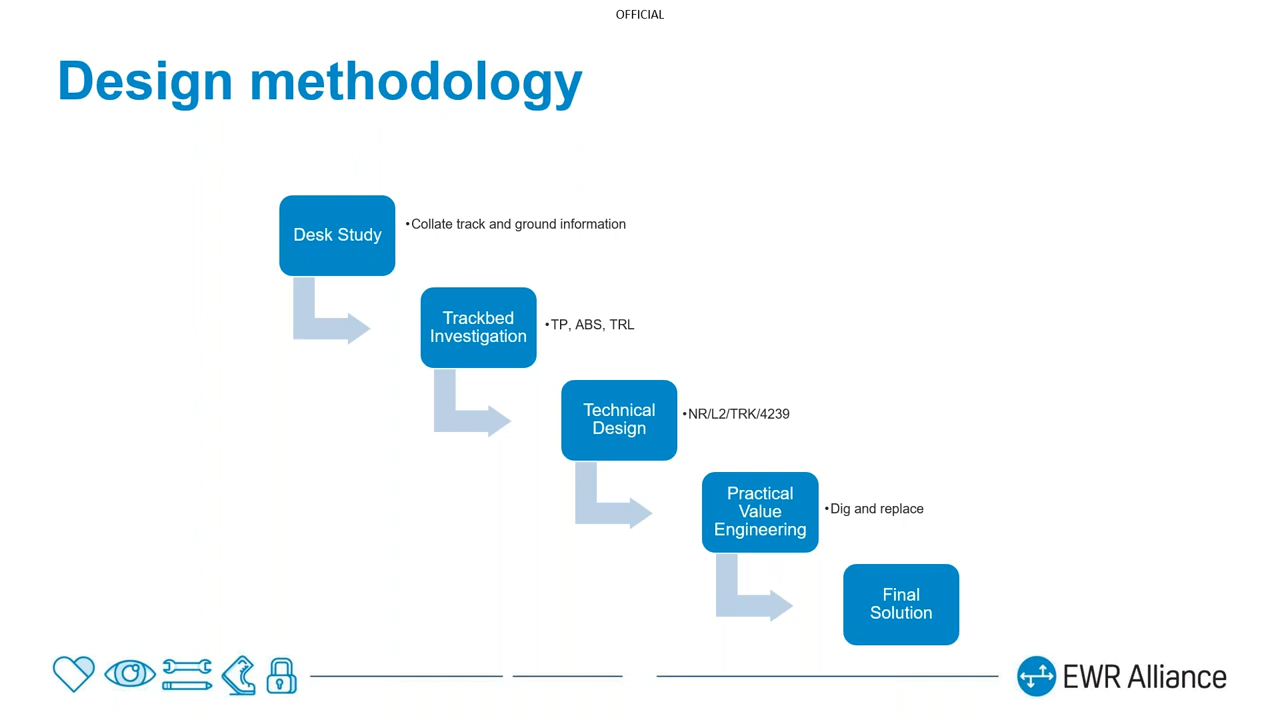 OFFICIAL
Design methodology
Desk Study
•Collate track and ground information
Trackbed
Investigation
•TP, ABS, TRL
Technical
Design
•NR/L2/TRK/4239
Practical
Value
Engineering
•Dig and replace
Final
Solution
EWR Alliance